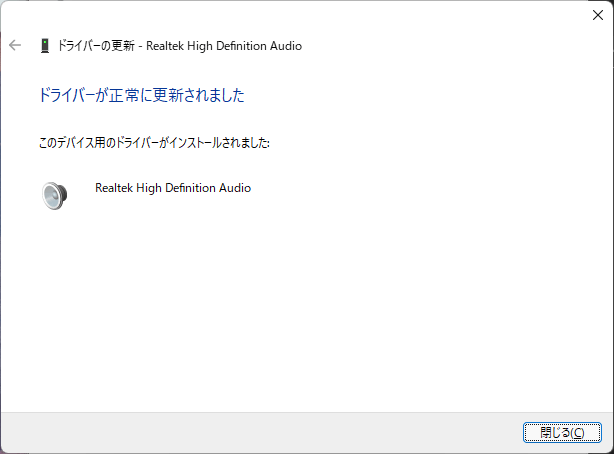 ドライバーの更新 - Realtek High Definition Audio
ドライバーが正常に更新されました
このデバイス用のドライバーがインストールされました:
Realtek High Definition Audio
閉じる(C)